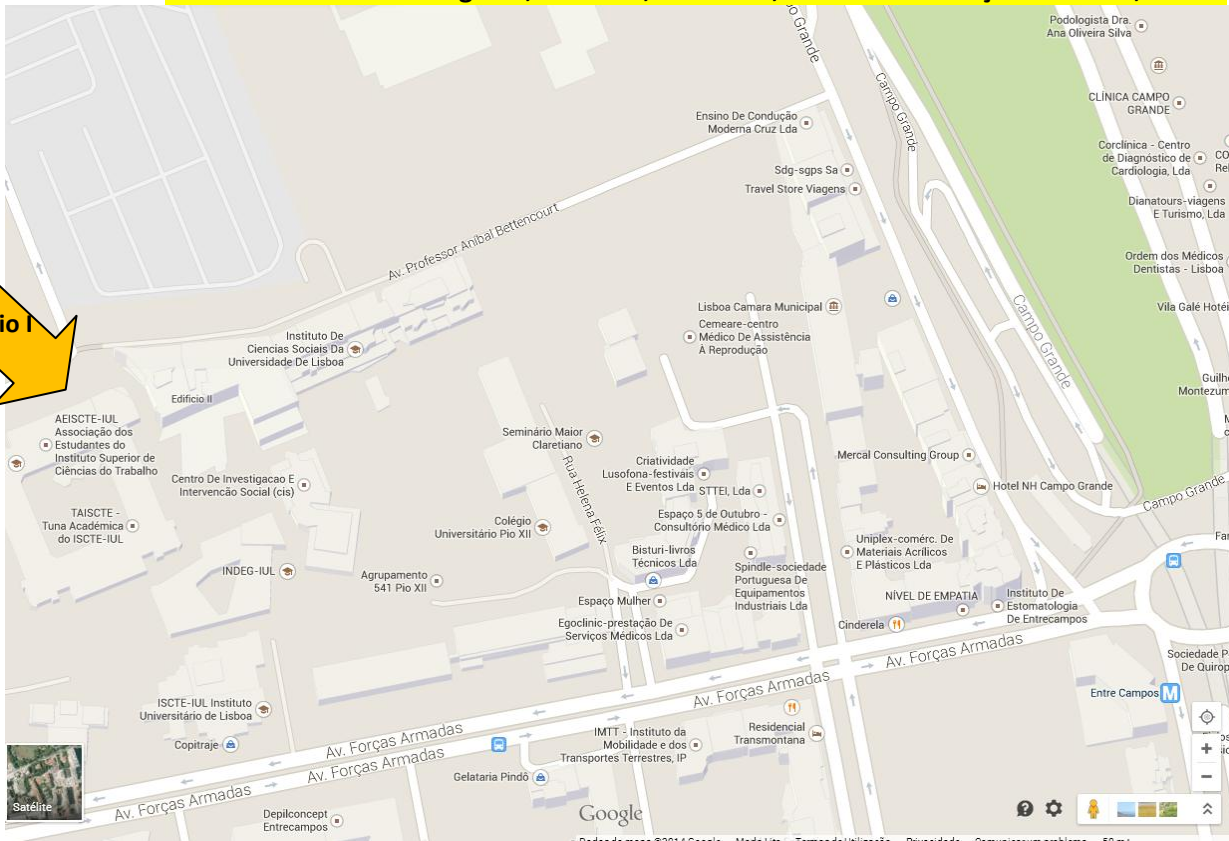 Campo Grande
Podologista Dra.
Ana Oliveira Silva
CLÍNICA CAMPO
GRANDE
Campo Grande
Ensino De Condução
Moderna Cruz Lda
Corclínica - Centro
de Diagnóstico de
Cardiologia, Lda
Sdg-sgps Sa
Travel Store Viagens
Dianatours-viagens
E Turismo, Lda
Av. Professor Aníbal Bettencourt
Ordem dos Médicos
Dentistas - Lisboa
Lisboa Camara Municipal
Vila Galé Hotéi
Cemeare-centro
Médico De Assistência
À Reprodução
Campo Grande
Instituto De
Ciencias Sociais Da
Universidade De Lisboa
Edifício II
Montezum
AEISCTE-IUL
Associação dos
Estudantes do
Instituto Superior de
Ciências do Trabalho
Seminário Maior
Claretiano
Rua Helena Félix
Criatividade
Lusofona-festivais
E Eventos Lda
Mercal Consulting Group
Centro De Investigacao E
Intervencão Social (cis)
STTEI, Lda
Hotel NH Campo Grande
Campo Grande
TAISCTE -
Tuna Académica
do ISCTE-IUL
Colégio
Universitário Pio XII
Espaço 5 de Outubro -
Consultório Médico Lda
Uniplex-comérc. De
Materiais Acrílicos
E Plásticos Lda
Bisturi-livros
Técnicos Lda
Spindle-sociedade
Portuguesa De
Equipamentos
Industriais Lda
INDEG-IUL
Agrupamento
541 Pio XII
Espaço Mulher
NÍVEL DE EMPATIA
Instituto De
Estomatologia
De Entrecampos
Egoclinic-prestação De
Serviços Médicos Lda
Cinderela
Av. Forças Armadas
Sociedade P
De Quirop
Av. Forças Armadas
Entre Campos
M
ISCTE-IUL Instituto
Universitário de Lisboa
Copitraje
Av. Forças Armadas
IMTT - Instituto da
Mobilidade e dos
Transportes Terrestres, IP
Residencial
Transmontana
Av. Forças Armadas
Gelataria Pindô
Av. Forças Armadas
Satélite
Depilconcept
Entrecampos
Google